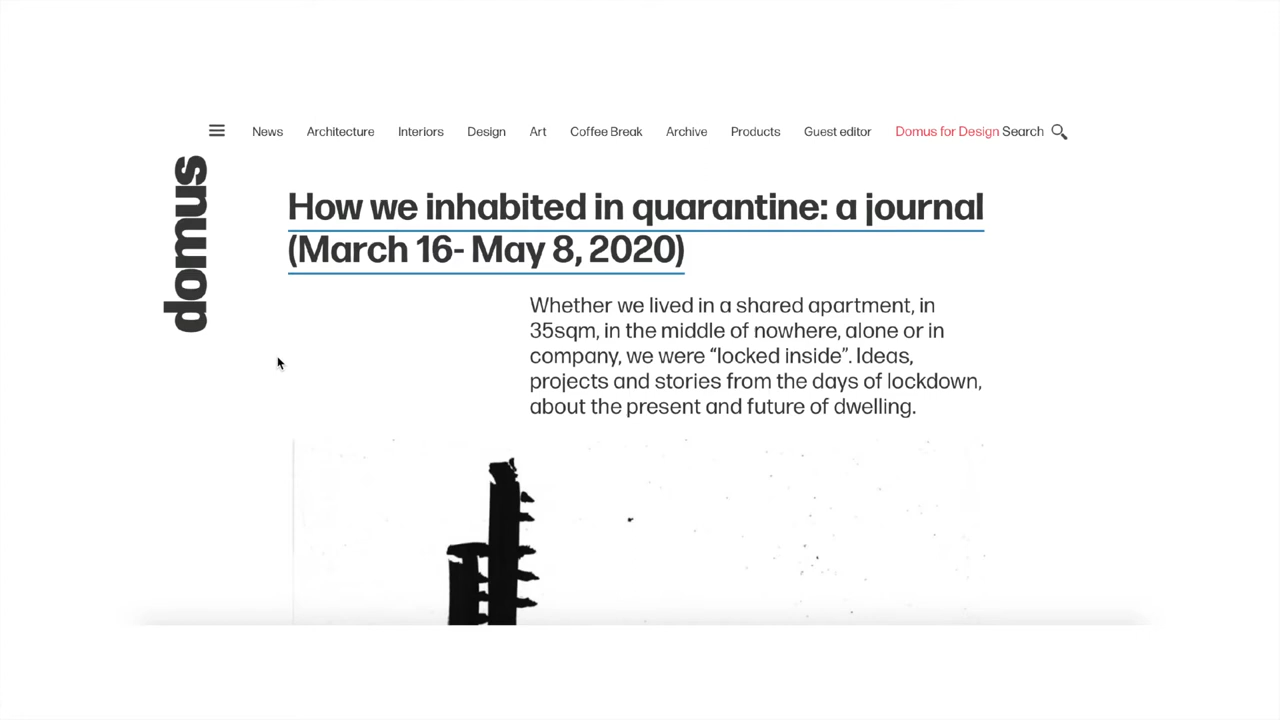 News Architecture Interiors Design Art Coffee Break Archive Products Guest editor Domus for Design Search
domus
How we inhabited in quarantine: a journal
(March 16- May 8, 2020)
Whether we lived in a shared apartment, in
35sqm, in the middle of nowhere, alone or in
company, we were “locked inside”. Ideas,
projects and stories from the days of lockdown,
about the present and future of dwelling.